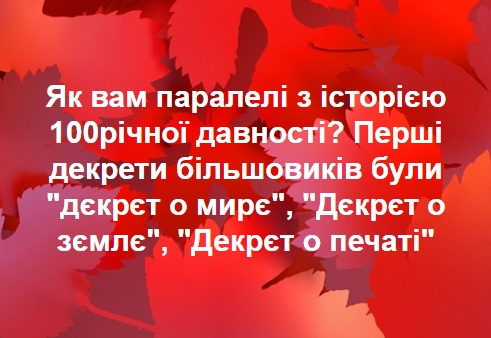 Як вам паралелі з історією
100річної давності? Перші
декрети більшовиків були
"дєкрєт о мирє", "Дєкрєт о
зємлє", "Декрєт о печаті"